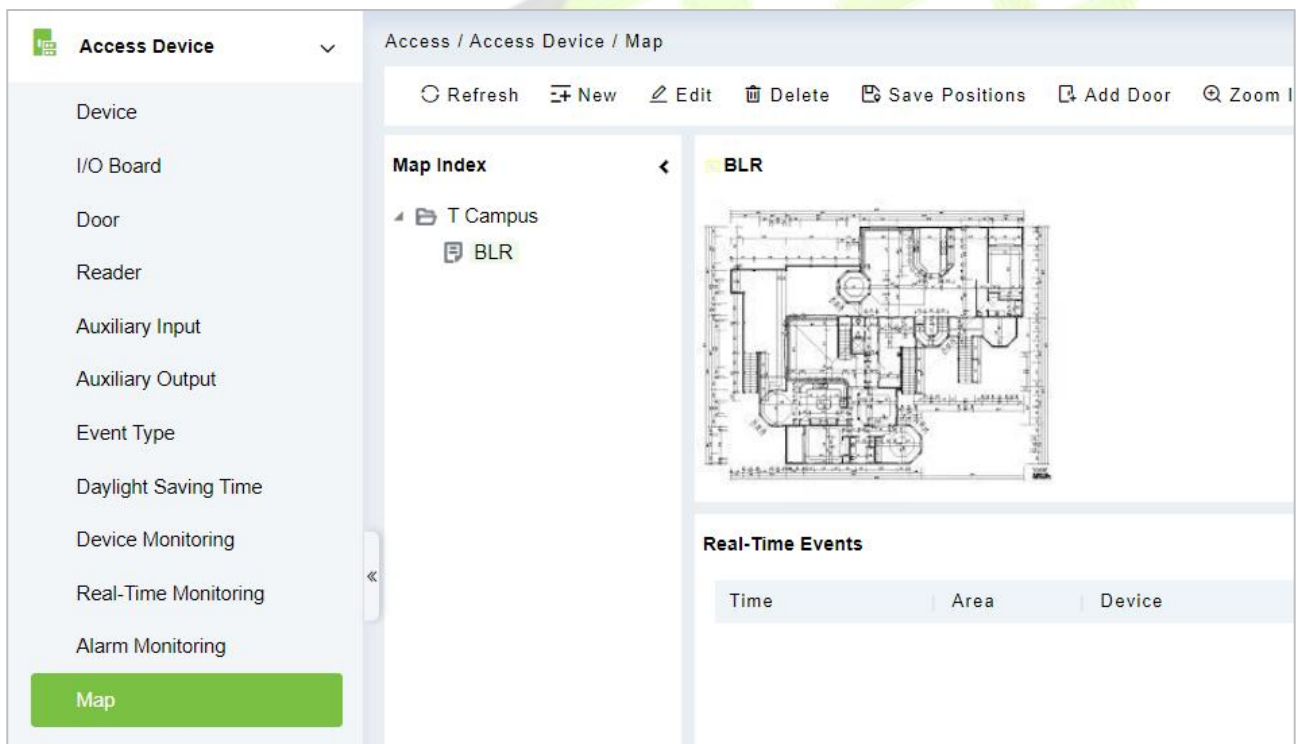 Access Device
Device
I/O Board
Door
Reader
Auxiliary Input
Auxiliary Output
Event Type
Daylight Saving Time
Device Monitoring
Real-Time Monitoring
Alarm Monitoring
Map
Access / Access Device / Map
Refresh New Edit Delete Save Positions Add Door Zoom I
Map Index
T Campus
BLR
BLR
Real-Time Events
Time Area Device